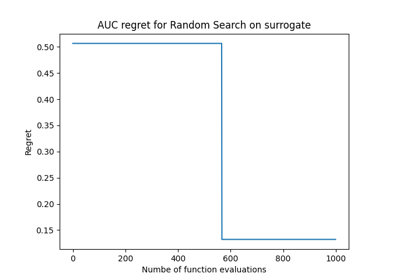 AUC regret for Random Search on surrogate
0.50
0.45
0.40
0.35
0.30
0.25
0.20
0.15
Regret
0 200 400 600 800 1000
Numbe of function evaluations